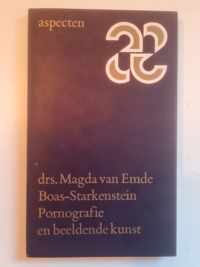 aspecten
drs. Magda van Emde
Boas-Starkenstein
Pornografie
en beeldende kunst